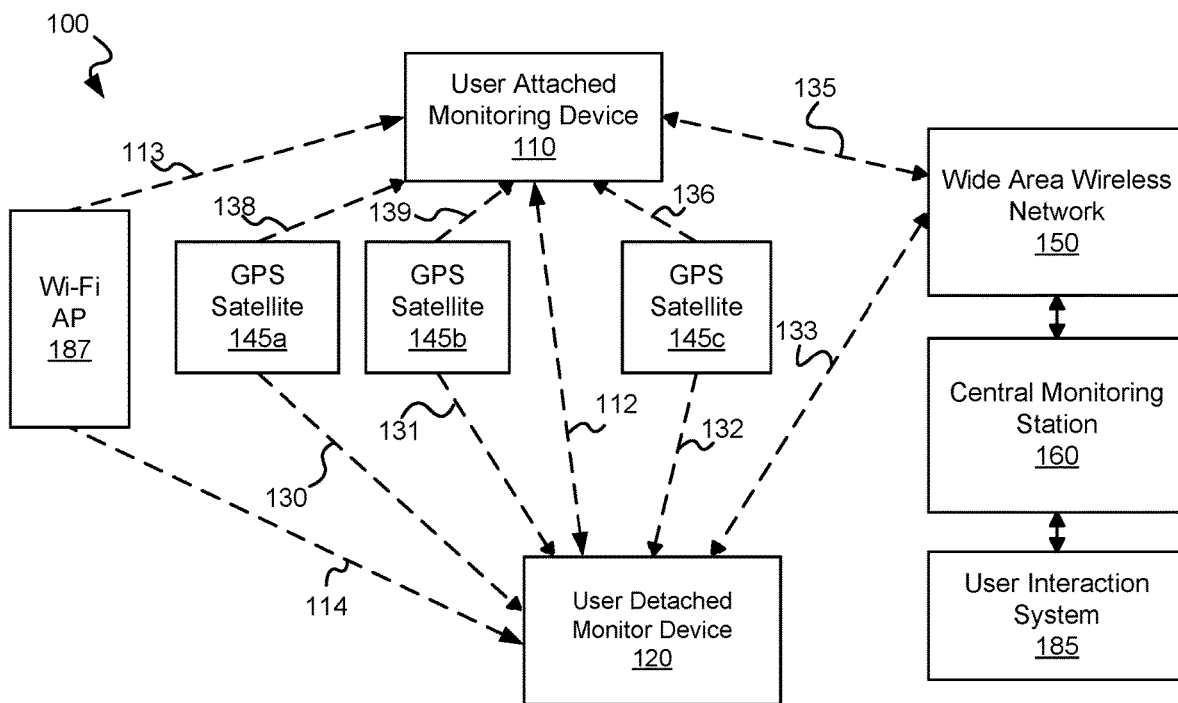 100
User Attached
Monitoring Device
110
135
113
138
139
136
Wide Area Wireless
Network
150
Wi-Fi
AP
187
GPS
Satellite
145a
GPS
Satellite
145b
GPS
Satellite
145c
133
131
112
132
130
114
Central Monitoring
Station
160
User Detached
Monitor Device
120
User Interaction
System
185